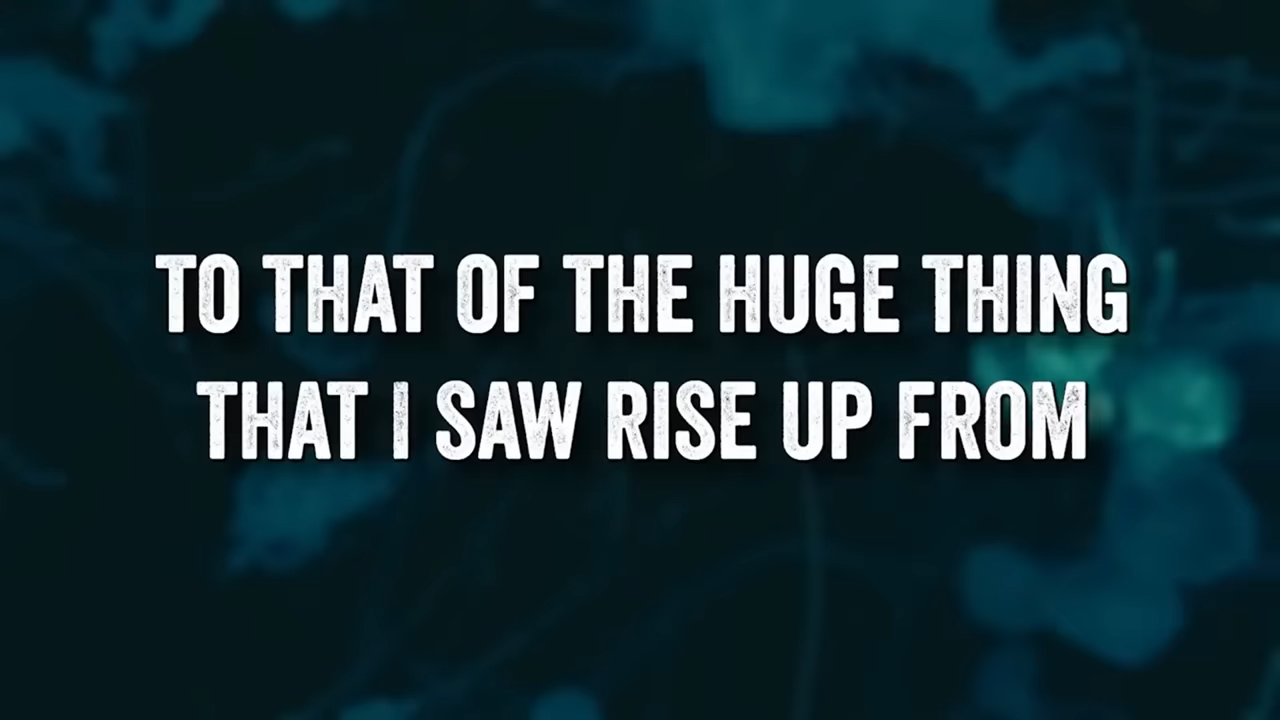 TO THAT OF THE HUGE THING
THAT I SAW RISE UP FROM